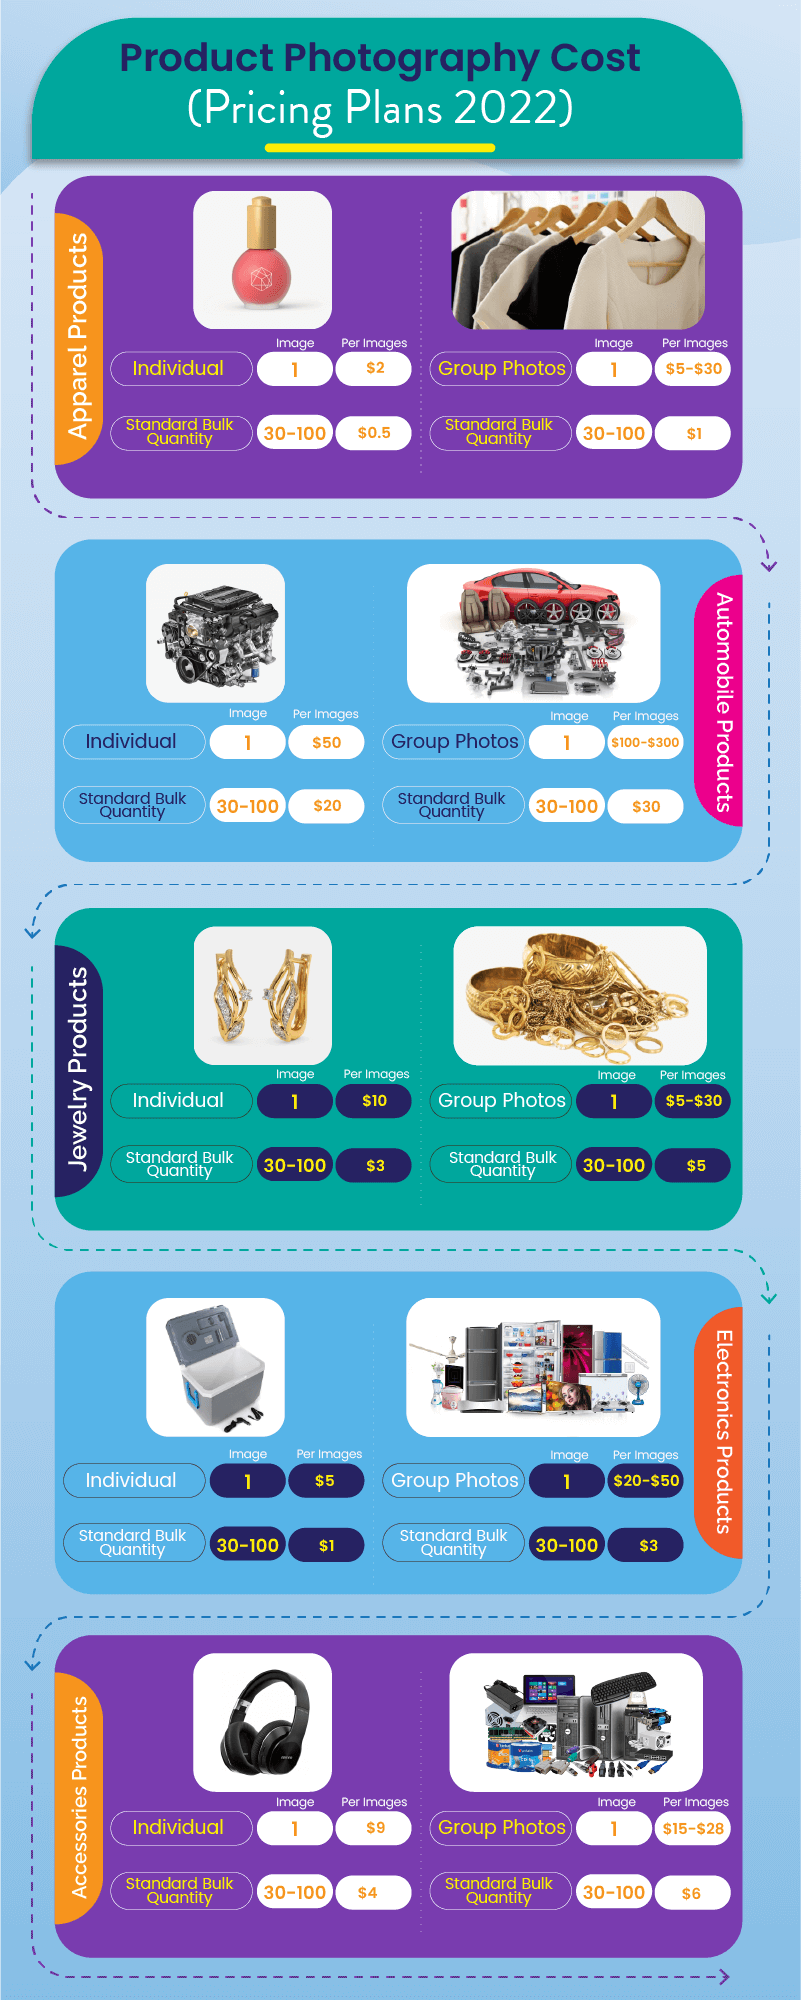 Product Photography Cost
(Pricing Plans 2022)
Apparel Products
Image Per Images
Individual 1 $2
Standard Bulk
Quantity
30-100 $0.5
Image Per Images
Group Photos 1 $5-$30
Standard Bulk
Quantity
30-100 $1
Automobile Products
Image Per Images
Individual 1 $50
Standard Bulk
Quantity
30-100 $20
Image Per Images
Group Photos 1 $100-$300
Standard Bulk
Quantity
30-100 $30
Jewelry Products
Image Per Images
Individual 1 $10
Standard Bulk
Quantity
30-100 $3
Image Per Images
Group Photos 1 $5-$30
Standard Bulk
Quantity
30-100 $5
Electronics Products
Image Per Images
Individual 1 $5
Standard Bulk
Quantity
30-100 $1
Image Per Images
Group Photos 1 $20-$50
Standard Bulk
Quantity
30-100 $3
Accessories Products
Image Per Images
Individual 1 $9
Standard Bulk
Quantity
30-100 $4
Image Per Images
Group Photos 1 $15-$28
Standard Bulk
Quantity
30-100 $6